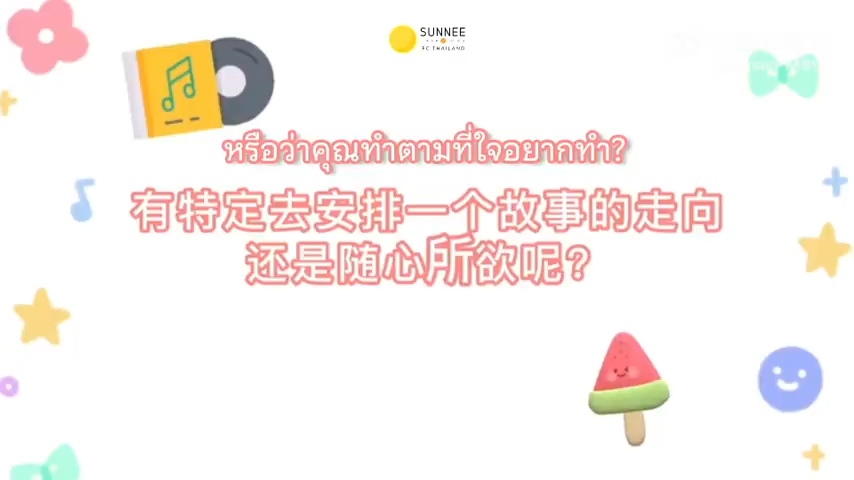 SUNNEE
FC THAILAND
หรือว่าคุณทำตามที่ใจอยากทำ?
有特定去安排一个故事的走向
还是随心所欲呢?